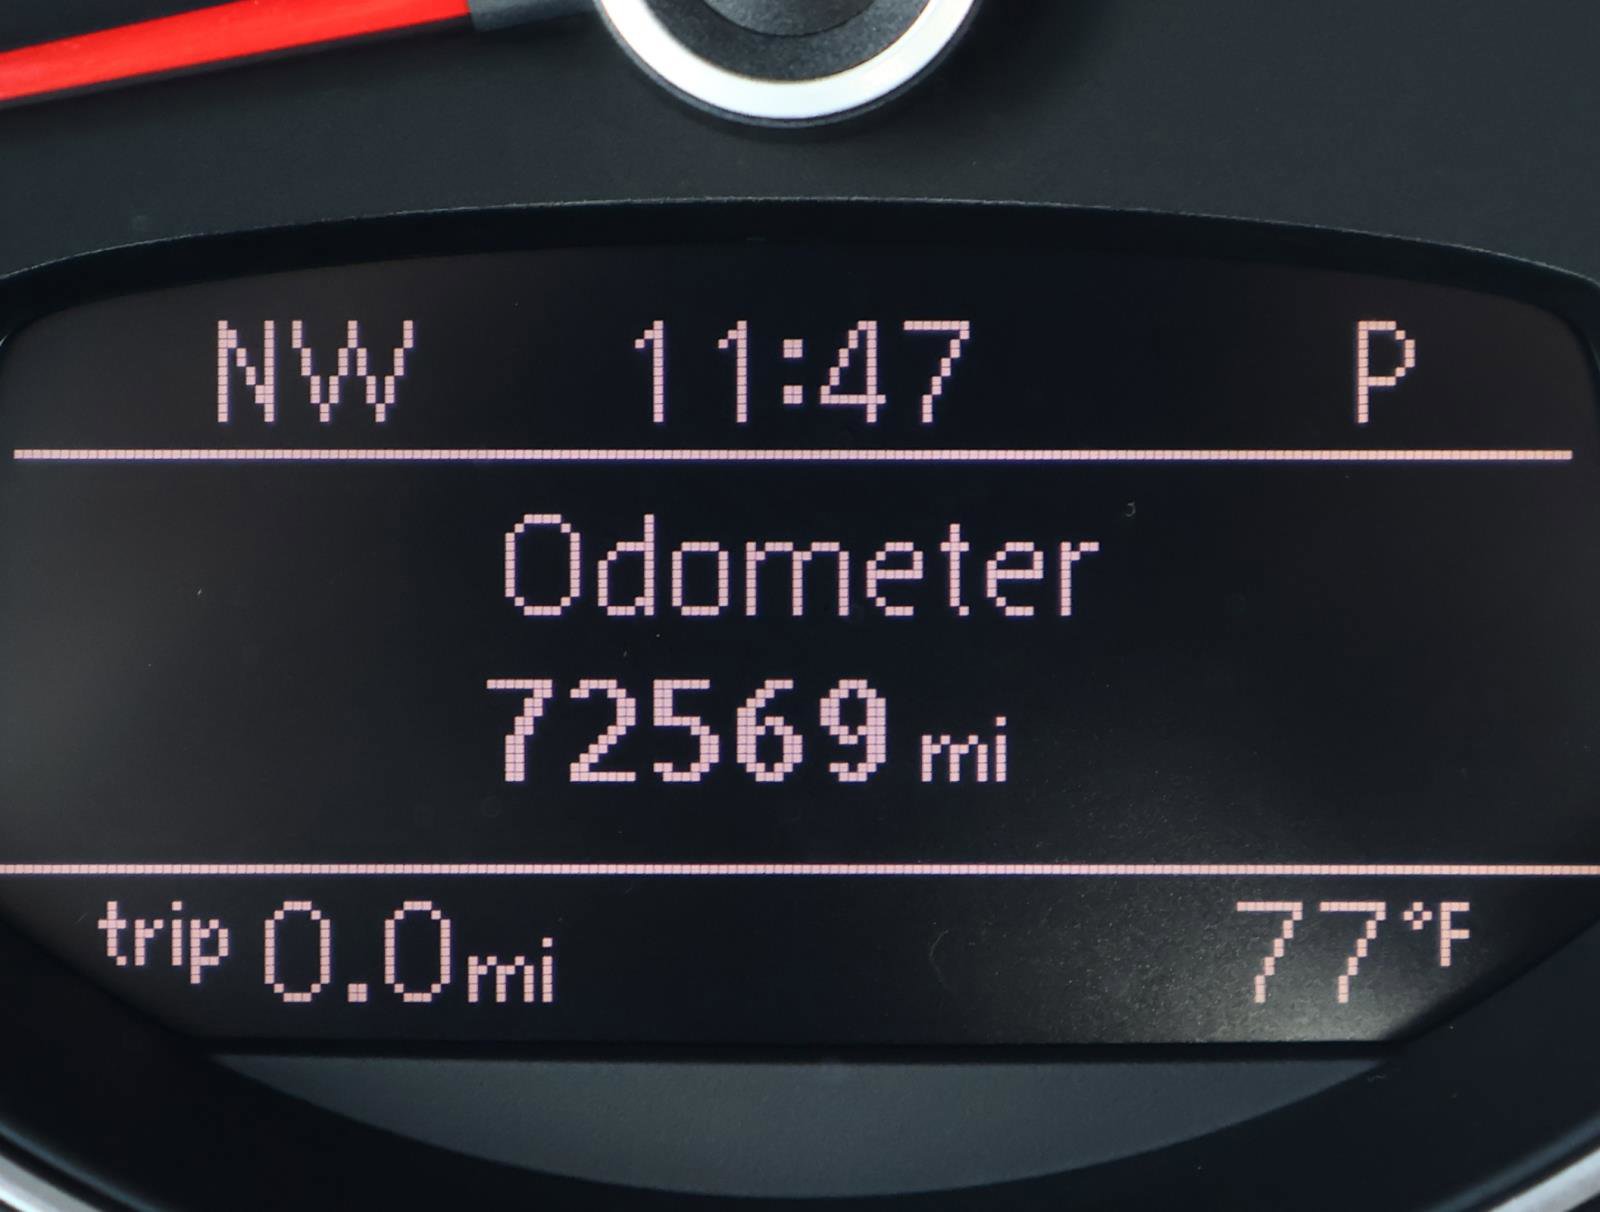 NW 11:47 P
Odometer
72569 mi
trip 0.0mi 77°F